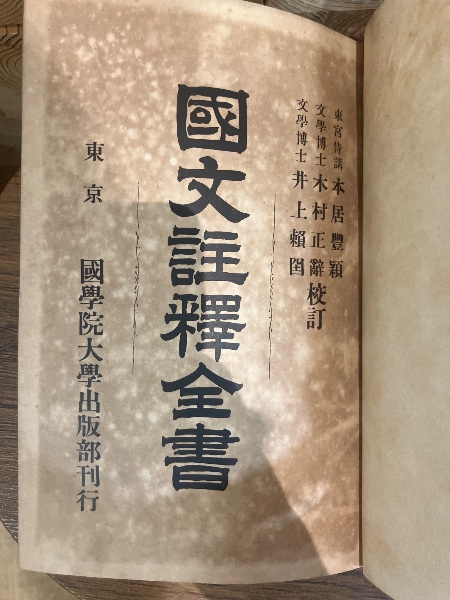 東宮侍講 本居豐穎
文學博士 木村正辭 校訂
文學博士 井上賴囶
國文註釋全書
東京 國學院大學出版部刊行